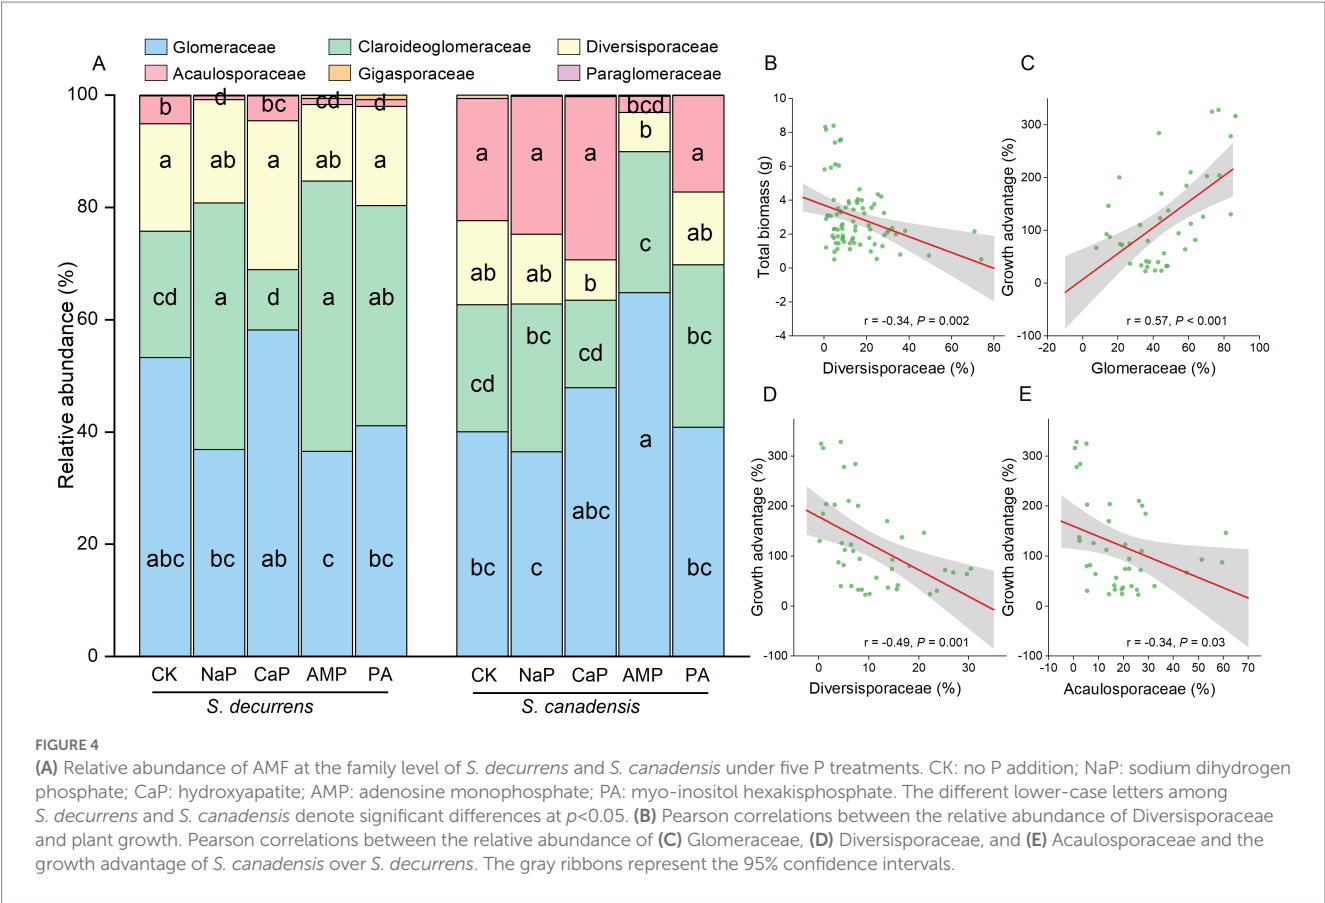 Glomeraceae Claroideoglomeraceae Diversisporaceae
Acaulosporaceae Gigasporaceae Paraglomeraceae
A
Relative abundance (%)
100
80
60
40
20
0
b d bc cd d
a ab a ab a
cd a d a ab
abc bc ab c bc
a a a bcd a
ab ab b b ab
cd bc cd c bc
bc c abc a bc
CK NaP CaP AMP PA
CK NaP CaP AMP PA
S. decurrens
S. canadensis
B
Total biomass (g)
10
8
6
4
2
0
-2
-4
r = -0.34, P = 0.002
0 20 40 60 80
Diversisporaceae (%)
C
Growth advantage (%)
300
200
100
0
-100
r = 0.57, P < 0.001
-20 0 20 40 60 80 100
Glomeraceae (%)
D
Growth advantage (%)
300
200
100
0
-100
r = -0.49, P = 0.001
0 10 20 30
Diversisporaceae (%)
E
Growth advantage (%)
300
200
100
0
-100
r = -0.34, P = 0.03
-10 0 10 20 30 40 50 60 70
Acaulosporaceae (%)
FIGURE 4
(A) Relative abundance of AMF at the family level of S. decurrens and S. canadensis under five P treatments. CK: no P addition; NaP: sodium dihydrogen
phosphate; CaP: hydroxyapatite; AMP: adenosine monophosphate; PA: myo-inositol hexakisphosphate. The different lower-case letters among
S. decurrens and S. canadensis denote significant differences at p<0.05. (B) Pearson correlations between the relative abundance of Diversisporaceae
and plant growth. Pearson correlations between the relative abundance of (C) Glomeraceae, (D) Diversisporaceae, and (E) Acaulosporaceae and the
growth advantage of S. canadensis over S. decurrens. The gray ribbons represent the 95% confidence intervals.